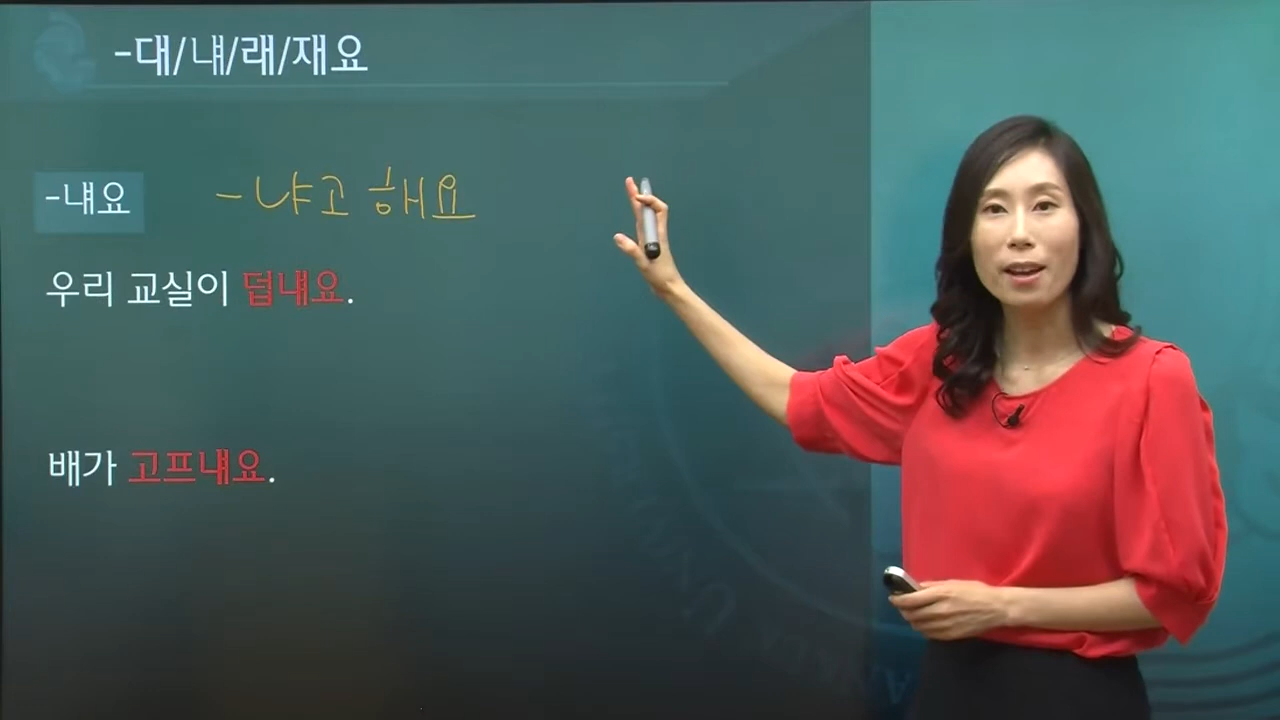 -대/냬/래/재요
-냬요 -냐고 해요
우리 교실이 덥냬요.
배가 고프냬요.